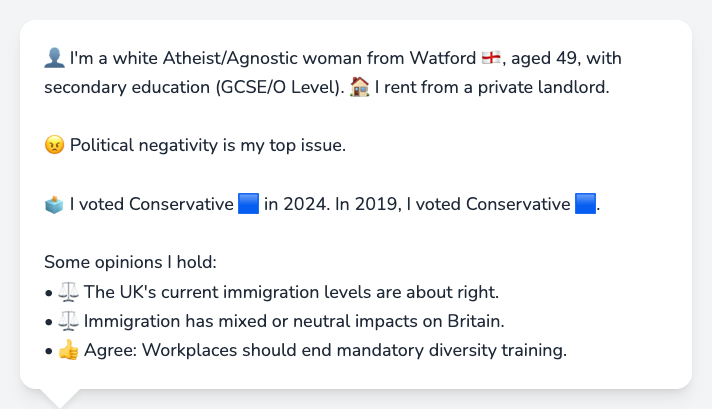 👤 I'm a white Atheist/Agnostic woman from Watford 🏴󠁧󠁢󠁥󠁮󠁧󠁿, aged 49, with
secondary education (GCSE/O Level). 🏠 I rent from a private landlord.
😠 Political negativity is my top issue.
🗳️ I voted Conservative 🟦 in 2024. In 2019, I voted Conservative 🟦.
Some opinions I hold:
• ⚖️ The UK's current immigration levels are about right.
• ⚖️ Immigration has mixed or neutral impacts on Britain.
• 👍 Agree: Workplaces should end mandatory diversity training.